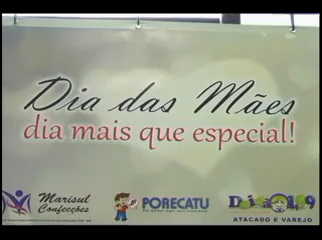 Dia das Mães
dia mais que especial!
Marisul
Confecções
PORECATU
ATACADO E VAREJO